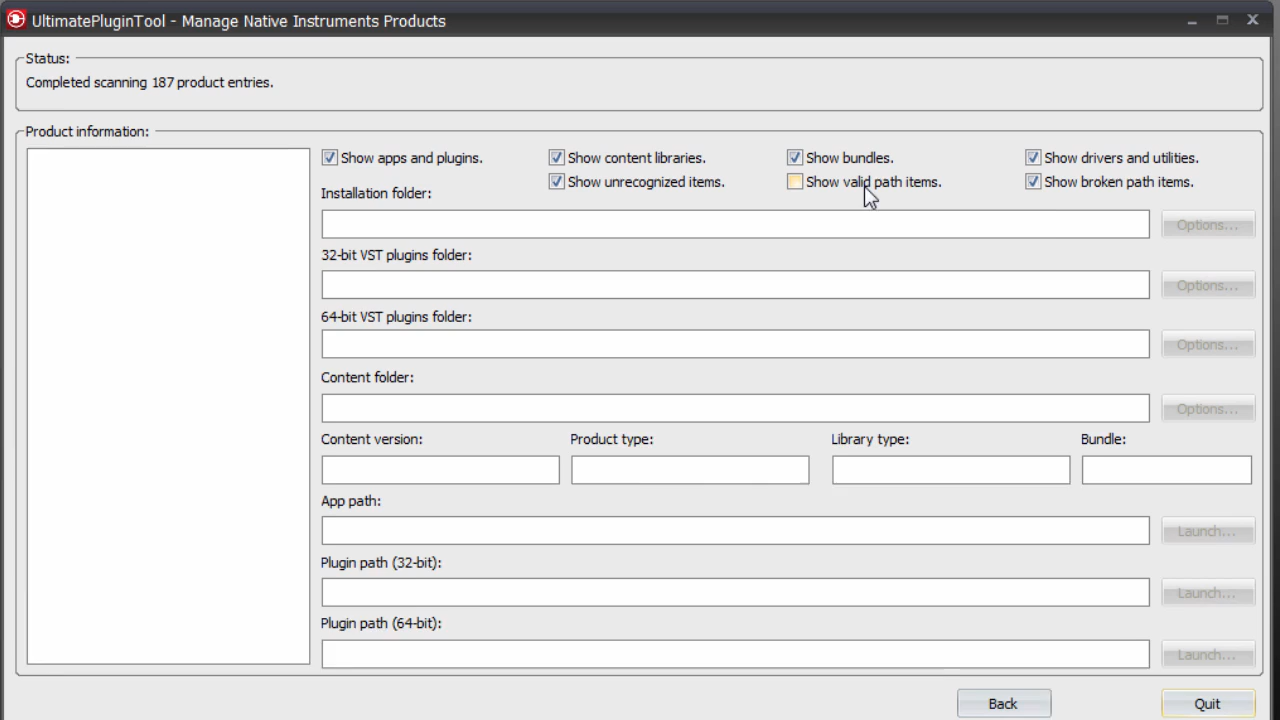 UltimatePluginTool - Manage Native Instruments Products
Status:
Completed scanning 187 product entries.
Product information:
Show apps and plugins. Show content libraries. Show bundles. Show drivers and utilities.
Show unrecognized items. Show valid path items. Show broken path items.
Installation folder:
Options...
32-bit VST plugins folder:
Options...
64-bit VST plugins folder:
Options...
Content folder:
Options...
Content version: Product type: Library type: Bundle:
App path:
Launch...
Plugin path (32-bit):
Launch...
Plugin path (64-bit):
Launch...
Back Quit